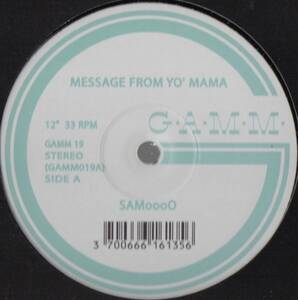 MESSAGE FROM YO' MAMA
12" 33 RPM
G·A·M·M·
GAMM 19
STEREO
(GAMM019A)
SIDE A
SAMoooO
3 700666 161356